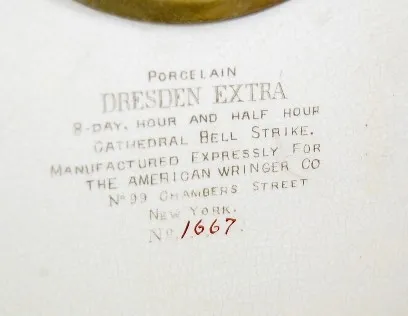 PORCELAIN
DRESDEN EXTRA
8-DAY, HOUR AND HALF HOUR
CATHEDRAL BELL STRIKE.
MANUFACTURED EXPRESSLY FOR
THE AMERICAN WRINGER CO
No 99 CHAMBERS STREET
NEW YORK.
No 1667.